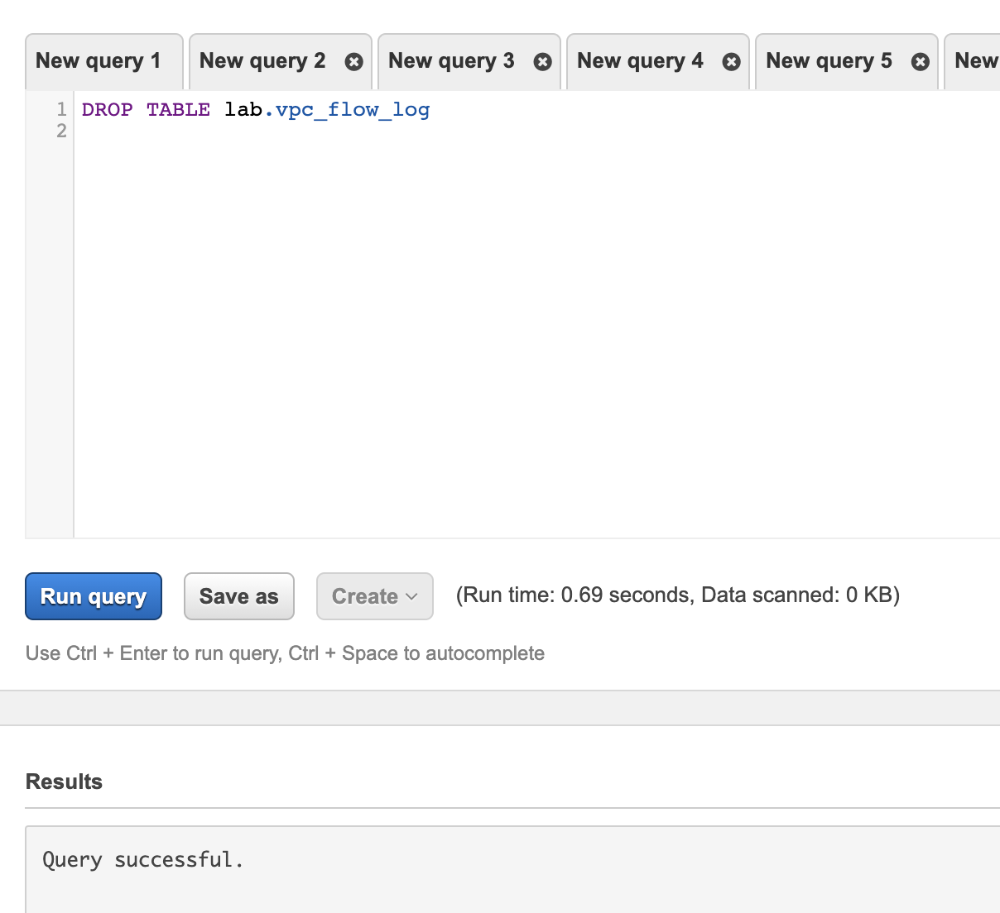 New query 1 New query 2 New query 3 New query 4 New query 5 New
1 DROP TABLE lab.vpc_flow_log
2
Run query Save as Create (Run time: 0.69 seconds, Data scanned: 0 KB)
Use Ctrl + Enter to run query, Ctrl + Space to autocomplete
Results
Query successful.